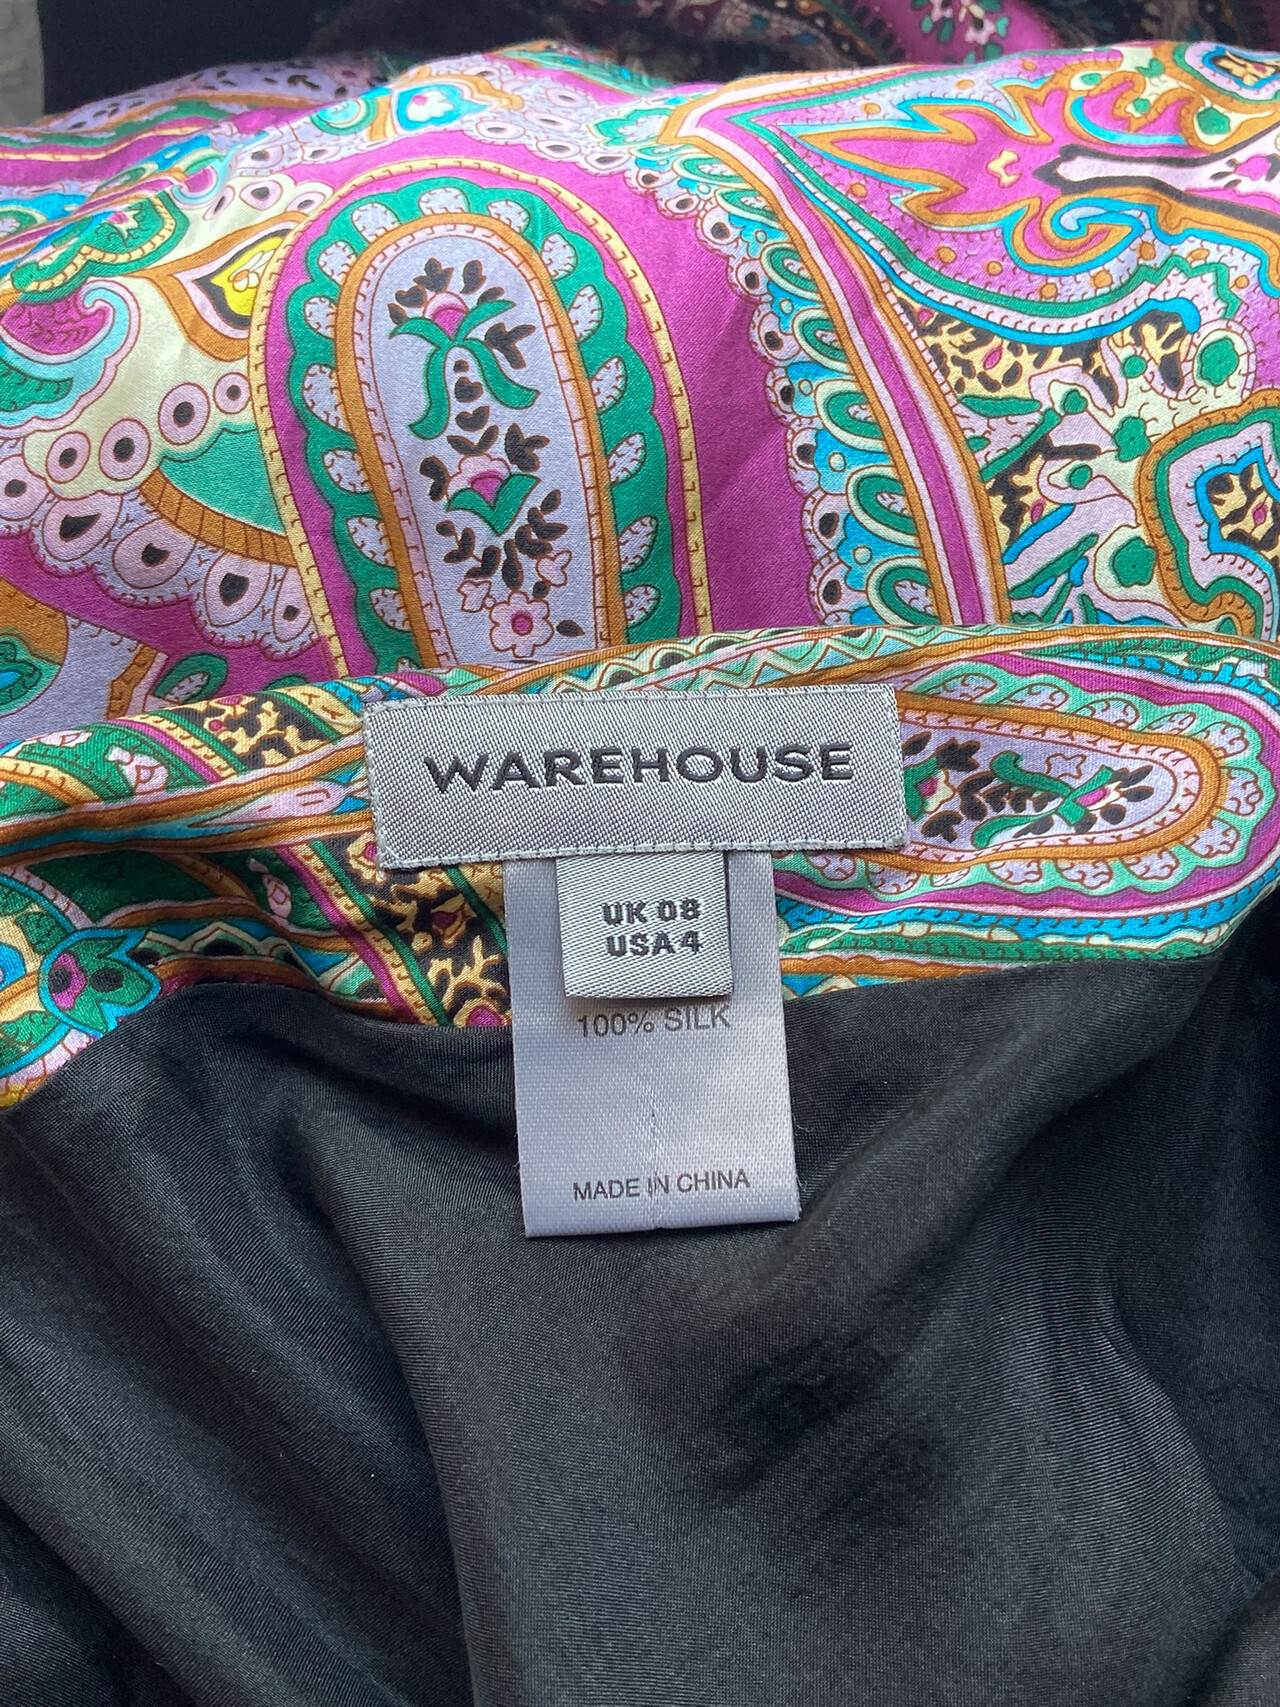 WAREHOUSE
UK 08
USA 4
100% SILK
MADE IN CHINA